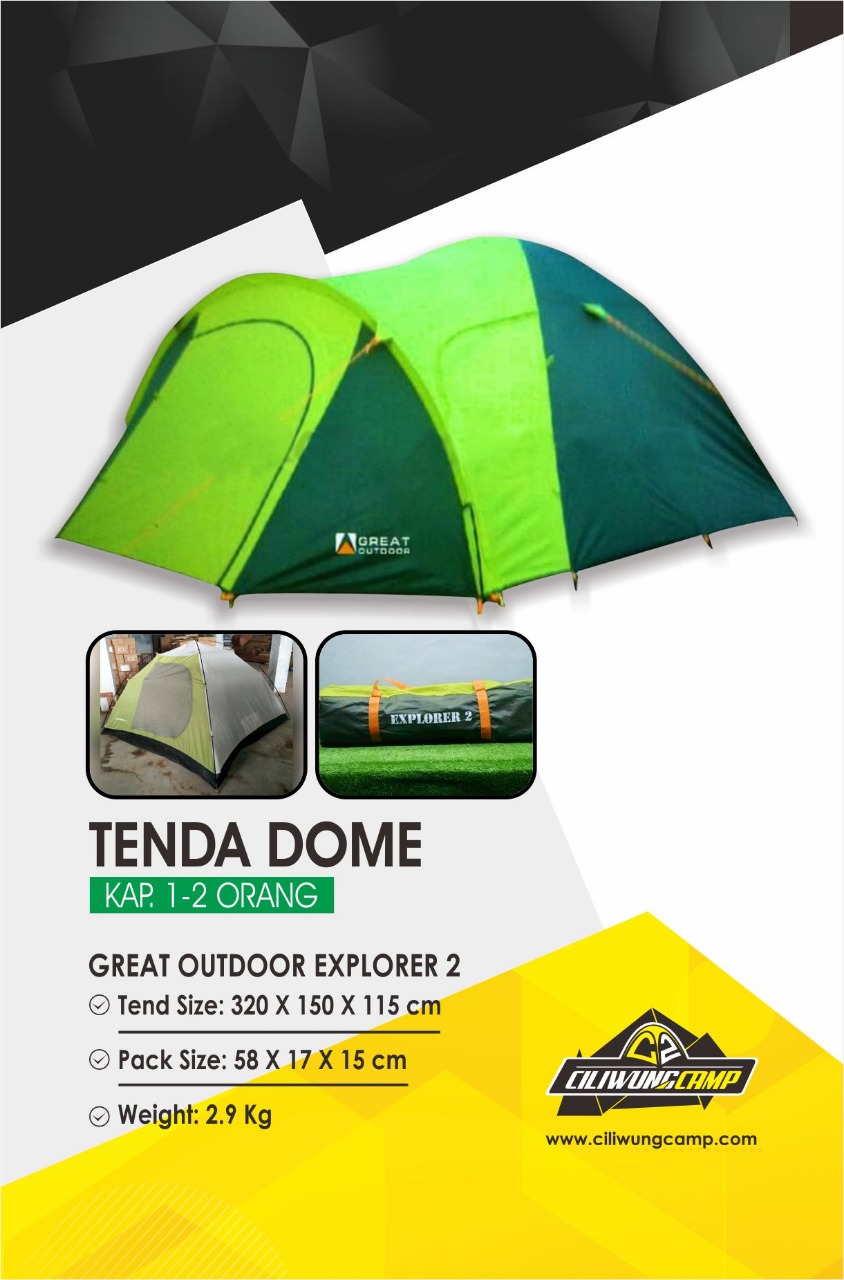 GREAT
OUTDOOR
EXPLORER 2
TENDA DOME
KAP. 1-2 ORANG
GREAT OUTDOOR EXPLORER 2
Tend Size: 320 X 150 X 115 cm
Pack Size: 58 X 17 X 15 cm
Weight: 2.9 Kg
CILIWUNGCAMP
www.ciliwungcamp.com